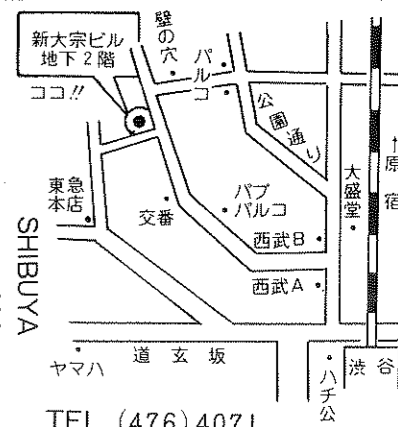 新大宗ビル
地下2階
ココ!!
壁の穴
パルコ
公園通り
↑原宿
大盛堂
東急
本店
交番
パブ
パルコ
西武B
西武A
SHIBUYA
ヤマハ
道玄坂
ハチ公
渋谷
TEL (476)4071